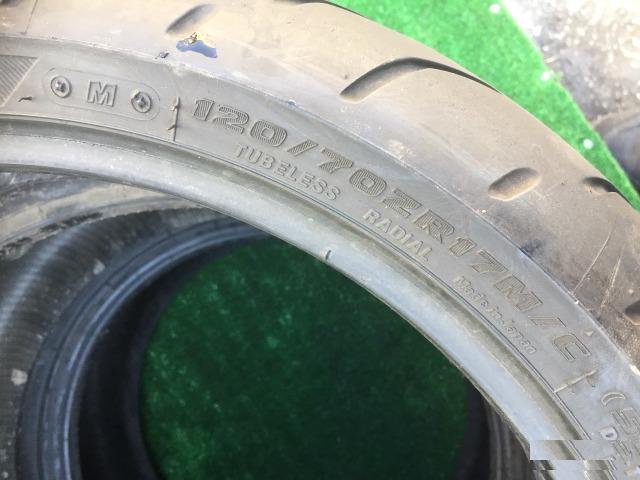 M
120/70ZR17M/C
TUBELESS RADIAL Made in Japan